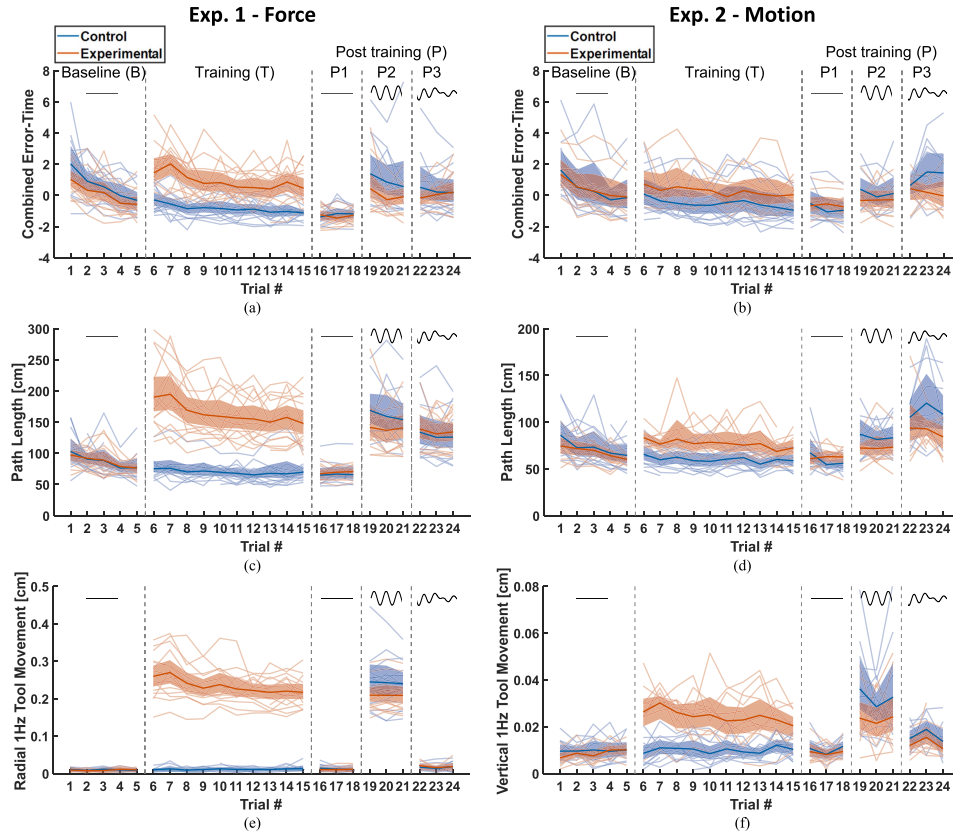 Exp. 1 - Force
Exp. 2 - Motion
Control
Experimental
Control
Experimental
Post training (P)
Post training (P)
Baseline (B)
Training (T)
P1
P2
P3
Baseline (B)
Training (T)
P1
P2
P3
Combined Error-Time
8
6
4
2
0
-2
-4
1 2 3 4 5 6 7 8 9 10 11 12 13 14 15 16 17 18 19 20 21 22 23 24
Trial #
(a)
Combined Error-Time
8
6
4
2
0
-2
-4
1 2 3 4 5 6 7 8 9 10 11 12 13 14 15 16 17 18 19 20 21 22 23 24
Trial #
(b)
Path Length [cm]
300
250
200
150
100
50
0
1 2 3 4 5 6 7 8 9 10 11 12 13 14 15 16 17 18 19 20 21 22 23 24
Trial #
(c)
Path Length [cm]
200
150
100
50
0
1 2 3 4 5 6 7 8 9 10 11 12 13 14 15 16 17 18 19 20 21 22 23 24
Trial #
(d)
Radial 1Hz Tool Movement [cm]
0.5
0.4
0.3
0.2
0.1
0
1 2 3 4 5 6 7 8 9 10 11 12 13 14 15 16 17 18 19 20 21 22 23 24
Trial #
(e)
Vertical 1Hz Tool Movement [cm]
0.08
0.06
0.04
0.02
0
1 2 3 4 5 6 7 8 9 10 11 12 13 14 15 16 17 18 19 20 21 22 23 24
Trial #
(f)